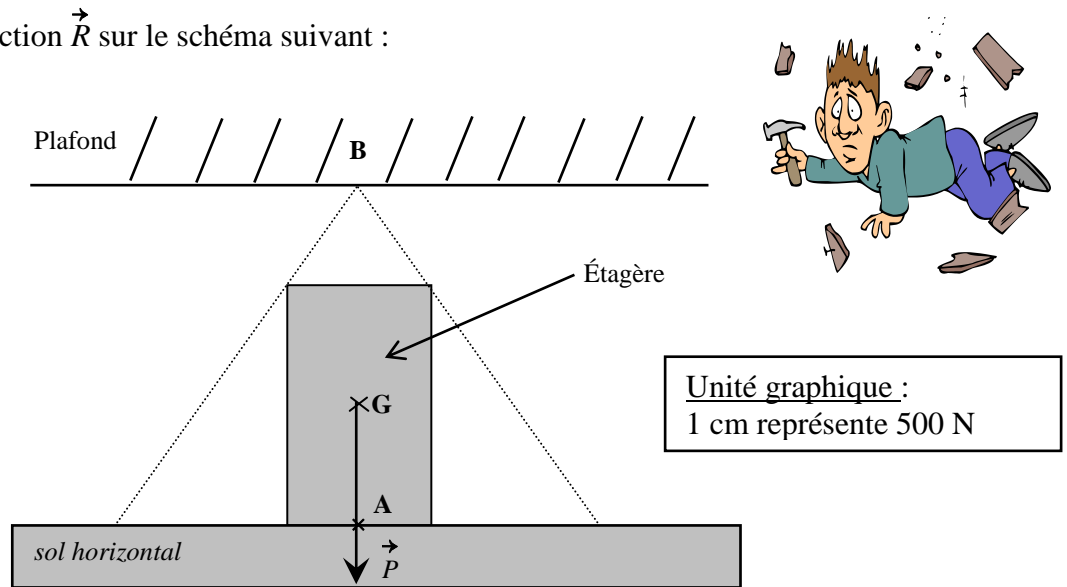 ction R⃗ sur le schéma suivant :
Plafond
B
Étagère
G
Unité graphique :
1 cm représente 500 N
A
sol horizontal
P⃗